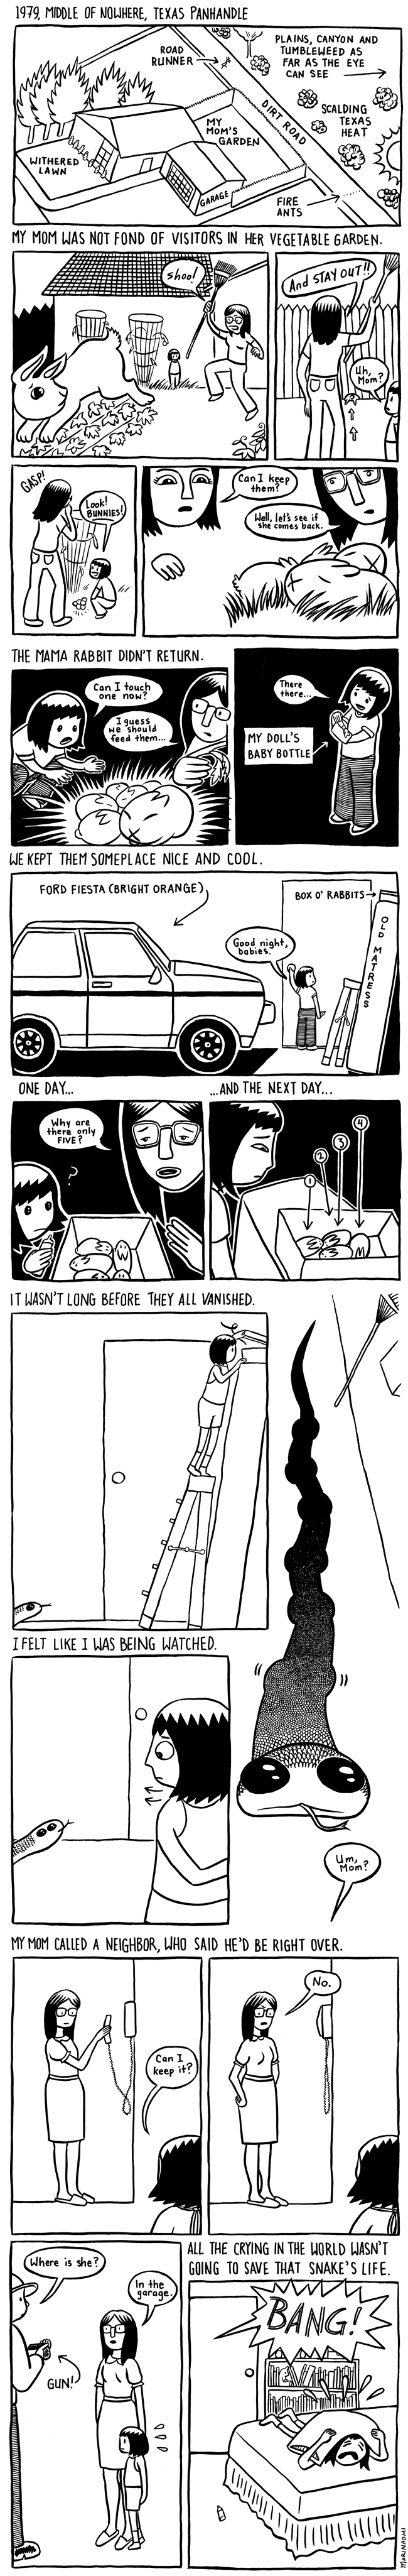 1979, MIDDLE OF NOWHERE, TEXAS PANHANDLE
ROAD
RUNNER
PLAINS, CANYON AND
TUMBLEWEED AS
FAR AS THE EYE
CAN SEE
DIRT ROAD
SCALDING
TEXAS
HEAT
MY
MOM'S
GARDEN
WITHERED
LAWN
GARAGE
FIRE
ANTS
MY MOM WAS NOT FOND OF VISITORS IN HER VEGETABLE GARDEN.
Shoo!
And STAY OUT!!
Uh,
Mom?
GASP!
Look!
BUNNIES!
Can I keep
them?
Well, let's see if
she comes back.
THE MAMA RABBIT DIDN'T RETURN.
Can I touch
one now?
I guess
we should
feed them...
There
there...
MY DOLL'S
BABY BOTTLE
WE KEPT THEM SOMEPLACE NICE AND COOL.
FORD FIESTA (BRIGHT ORANGE)
BOX O' RABBITS
Good night,
babies.
OLD MATRESS
ONE DAY...
Why are
there only
FIVE?
?
...AND THE NEXT DAY...
1
2
3
4
IT WASN'T LONG BEFORE THEY ALL VANISHED.
I FELT LIKE I WAS BEING WATCHED.
Um,
Mom?
MY MOM CALLED A NEIGHBOR, WHO SAID HE'D BE RIGHT OVER.
Can I
keep it?
No.
Where is she?
In the
garage.
GUN!
ALL THE CRYING IN THE WORLD WASN'T
GOING TO SAVE THAT SNAKE'S LIFE.
BANG!
MARINAOMI